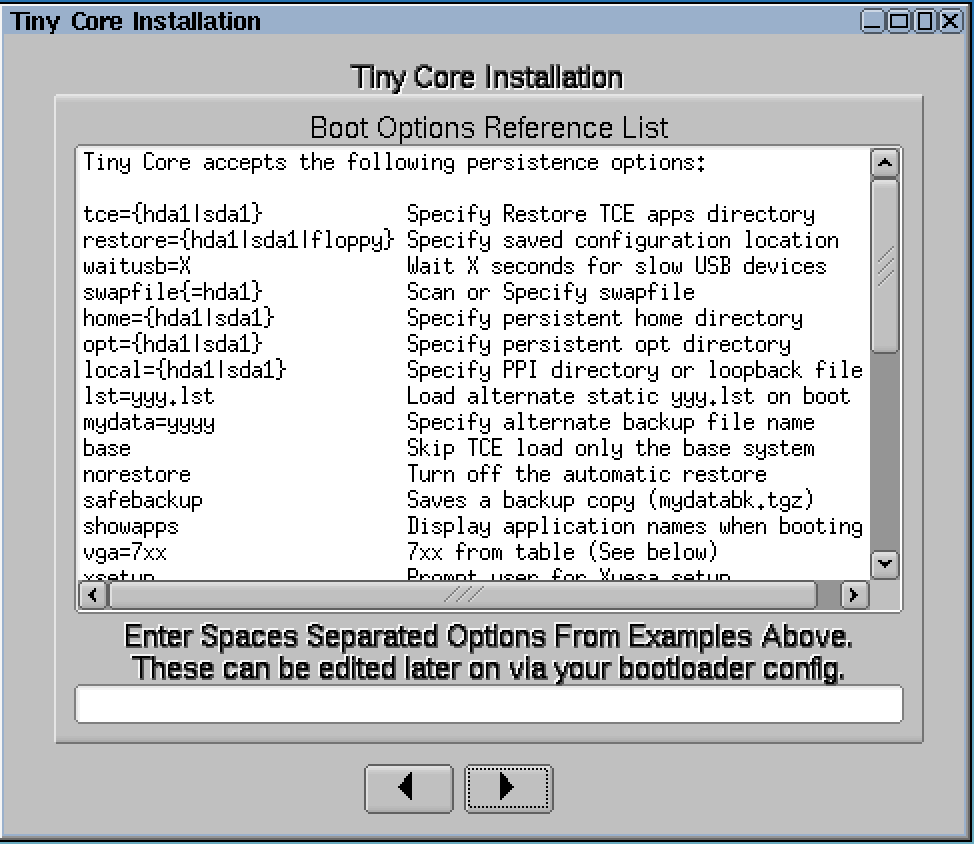 Tiny Core Installation
Tiny Core Installation
Boot Options Reference List
Tiny Core accepts the following persistence options:
tce={hda1|sda1} Specify Restore TCE apps directory
restore={hda1|sda1|floppy} Specify saved configuration location
waitusb=X Wait X seconds for slow USB devices
swapfile{=hda1} Scan or Specify swapfile
home={hda1|sda1} Specify persistent home directory
opt={hda1|sda1} Specify persistent opt directory
local={hda1|sda1} Specify PPI directory or loopback file
lst=yyy.lst Load alternate static yyy.lst on boot
mydata=yyyy Specify alternate backup file name
base Skip TCE load only the base system
norestore Turn off the automatic restore
safebackup Saves a backup copy (mydatabk.tgz)
showapps Display application names when booting
vga=7xx 7xx from table (See below)
xsetup Prompt user for Xvesa setup
Enter Spaces Separated Options From Examples Above.
These can be edited later on via your bootloader config.